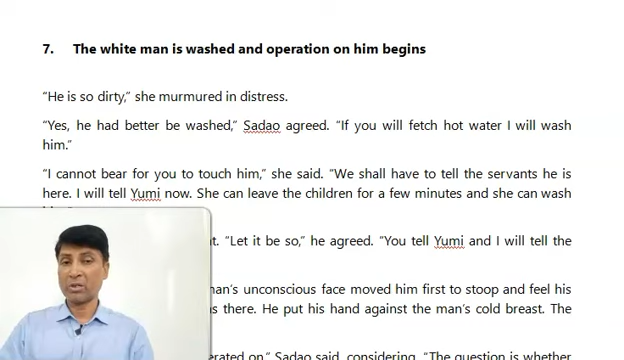 7. The white man is washed and operation on him begins
“He is so dirty,” she murmured in distress.
“Yes, he had better be washed,” Sadao agreed. “If you will fetch hot water I will wash
him.”
“I cannot bear for you to touch him,” she said. “We shall have to tell the servants he is
here. I will tell Yumi now. She can leave the children for a few minutes and she can wash
“Let it be so,” he agreed. “You tell Yumi and I will tell the
man’s unconscious face moved him first to stoop and feel his
there. He put his hand against the man’s cold breast. The
on,” Sadao said, considering. “The question is whether